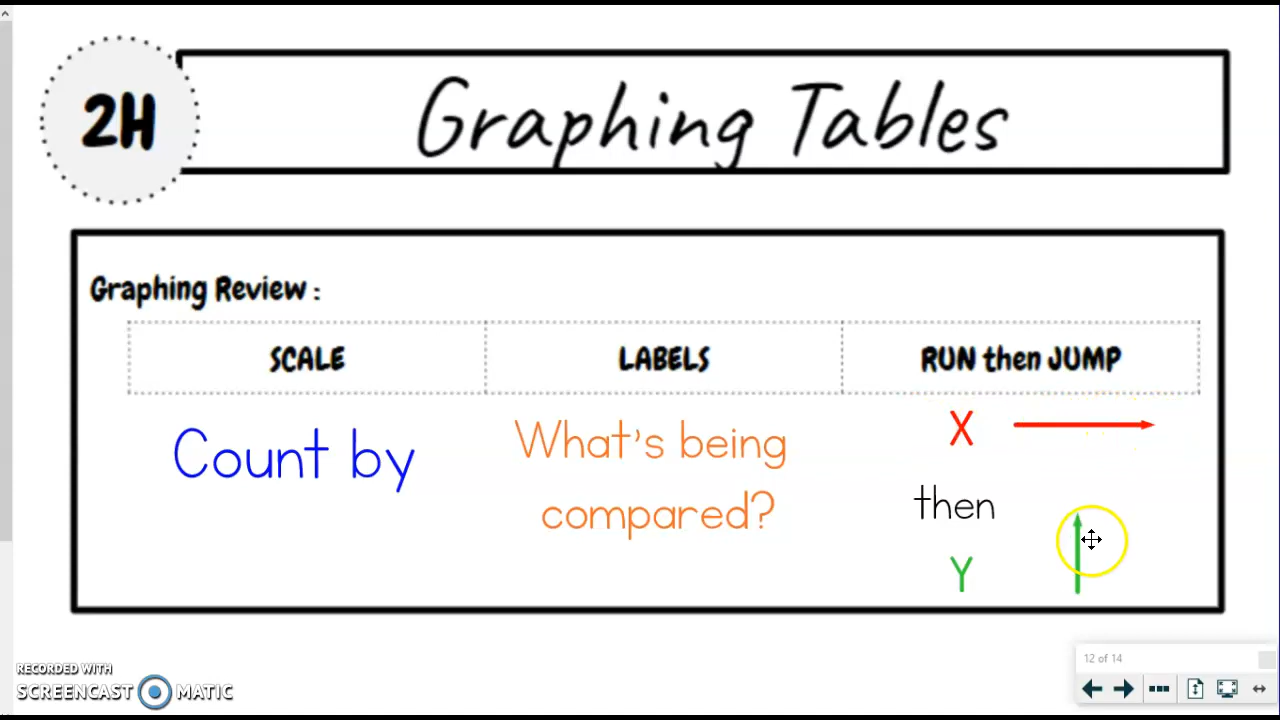 2H
Graphing Tables
Graphing Review :
SCALE
LABELS
RUN then JUMP
Count by
What's being
compared?
X
then
Y
12 of 14
RECORDED WITH
SCREENCAST MATIC